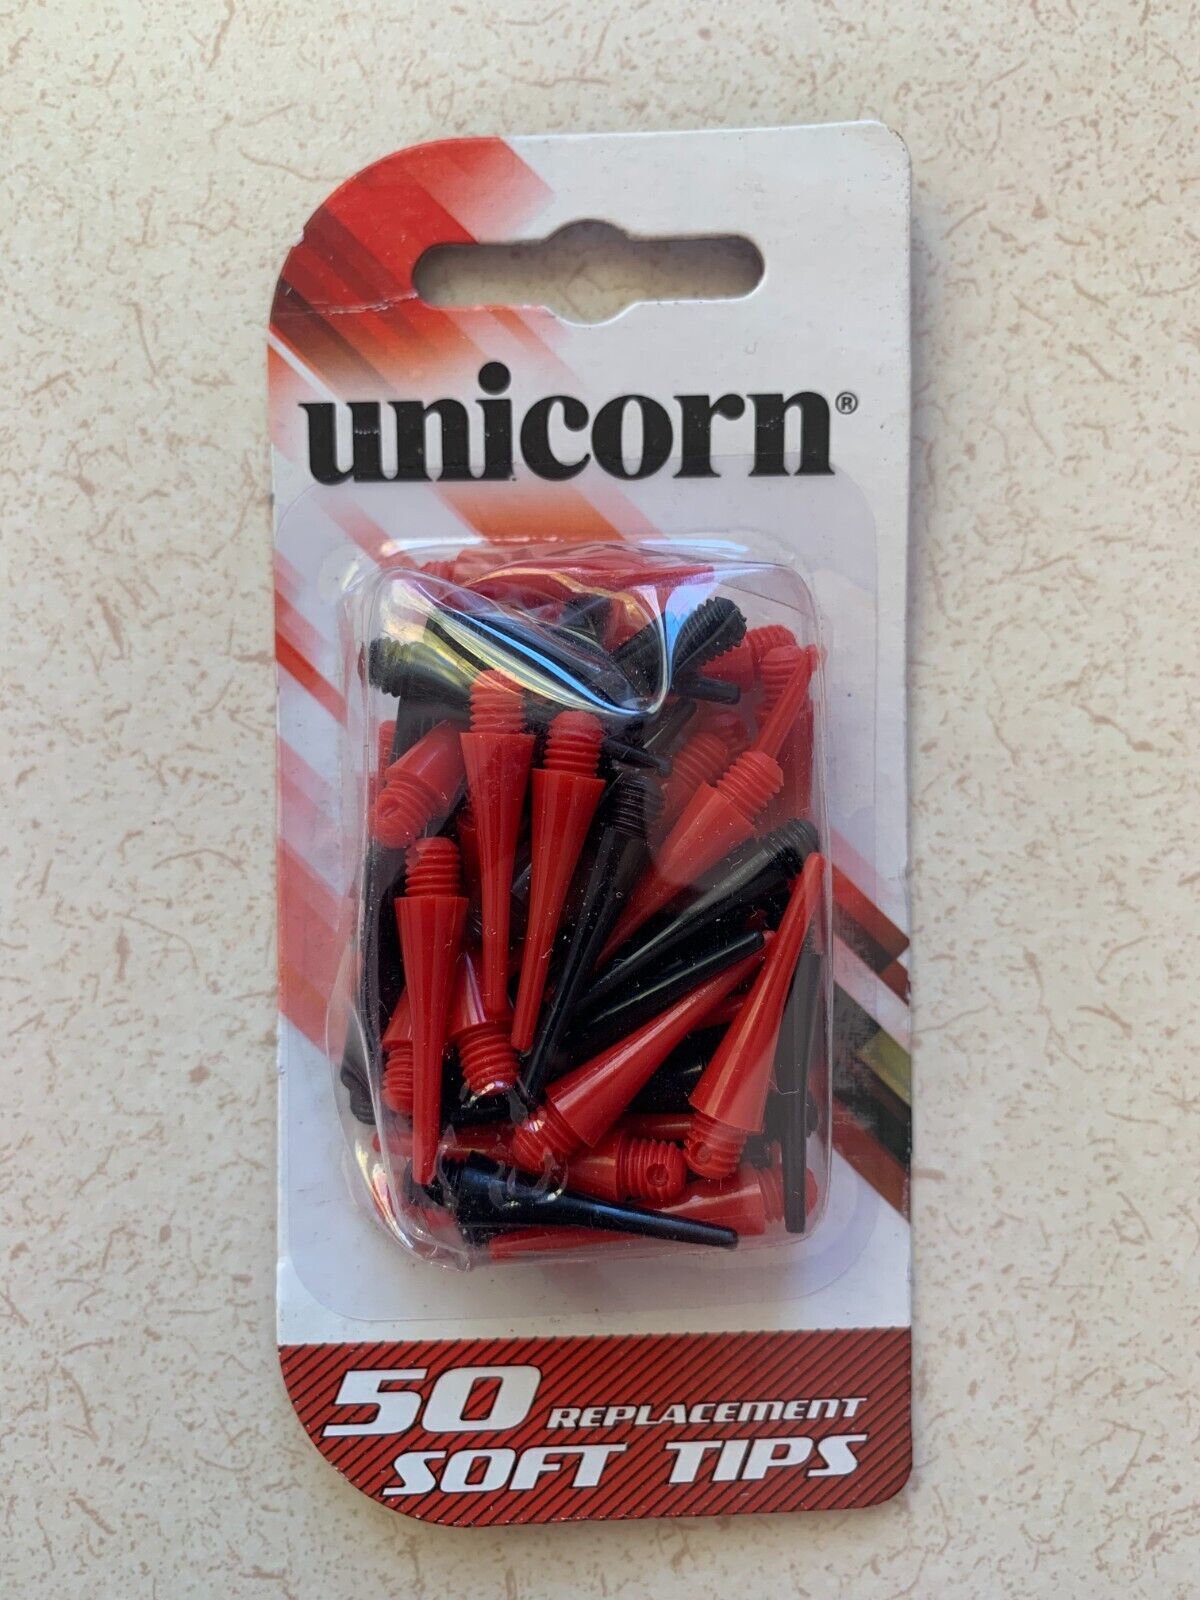 unicorn®
50 REPLACEMENT
SOFT TIPS